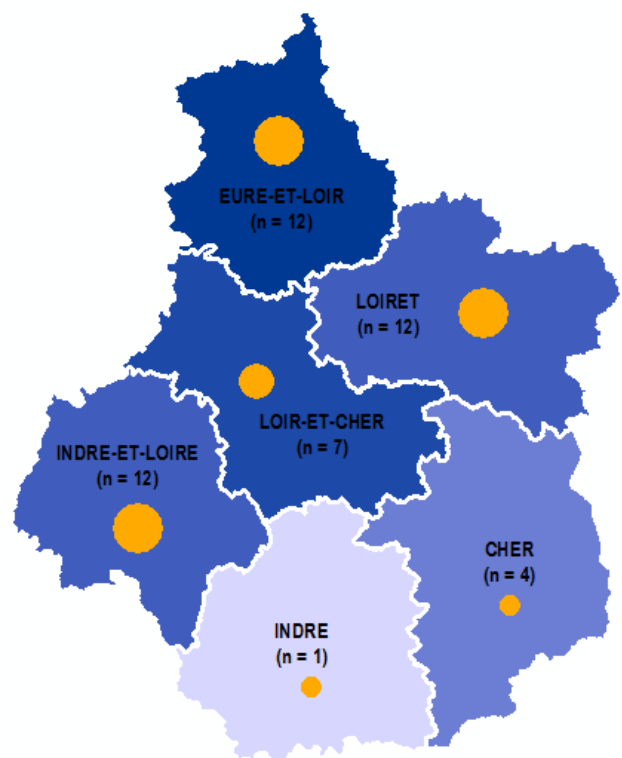 EURE-ET-LOIR
(n = 12)
LOIRET
(n = 12)
LOIR-ET-CHER
(n = 7)
INDRE-ET-LOIRE
(n = 12)
CHER
(n = 4)
INDRE
(n = 1)